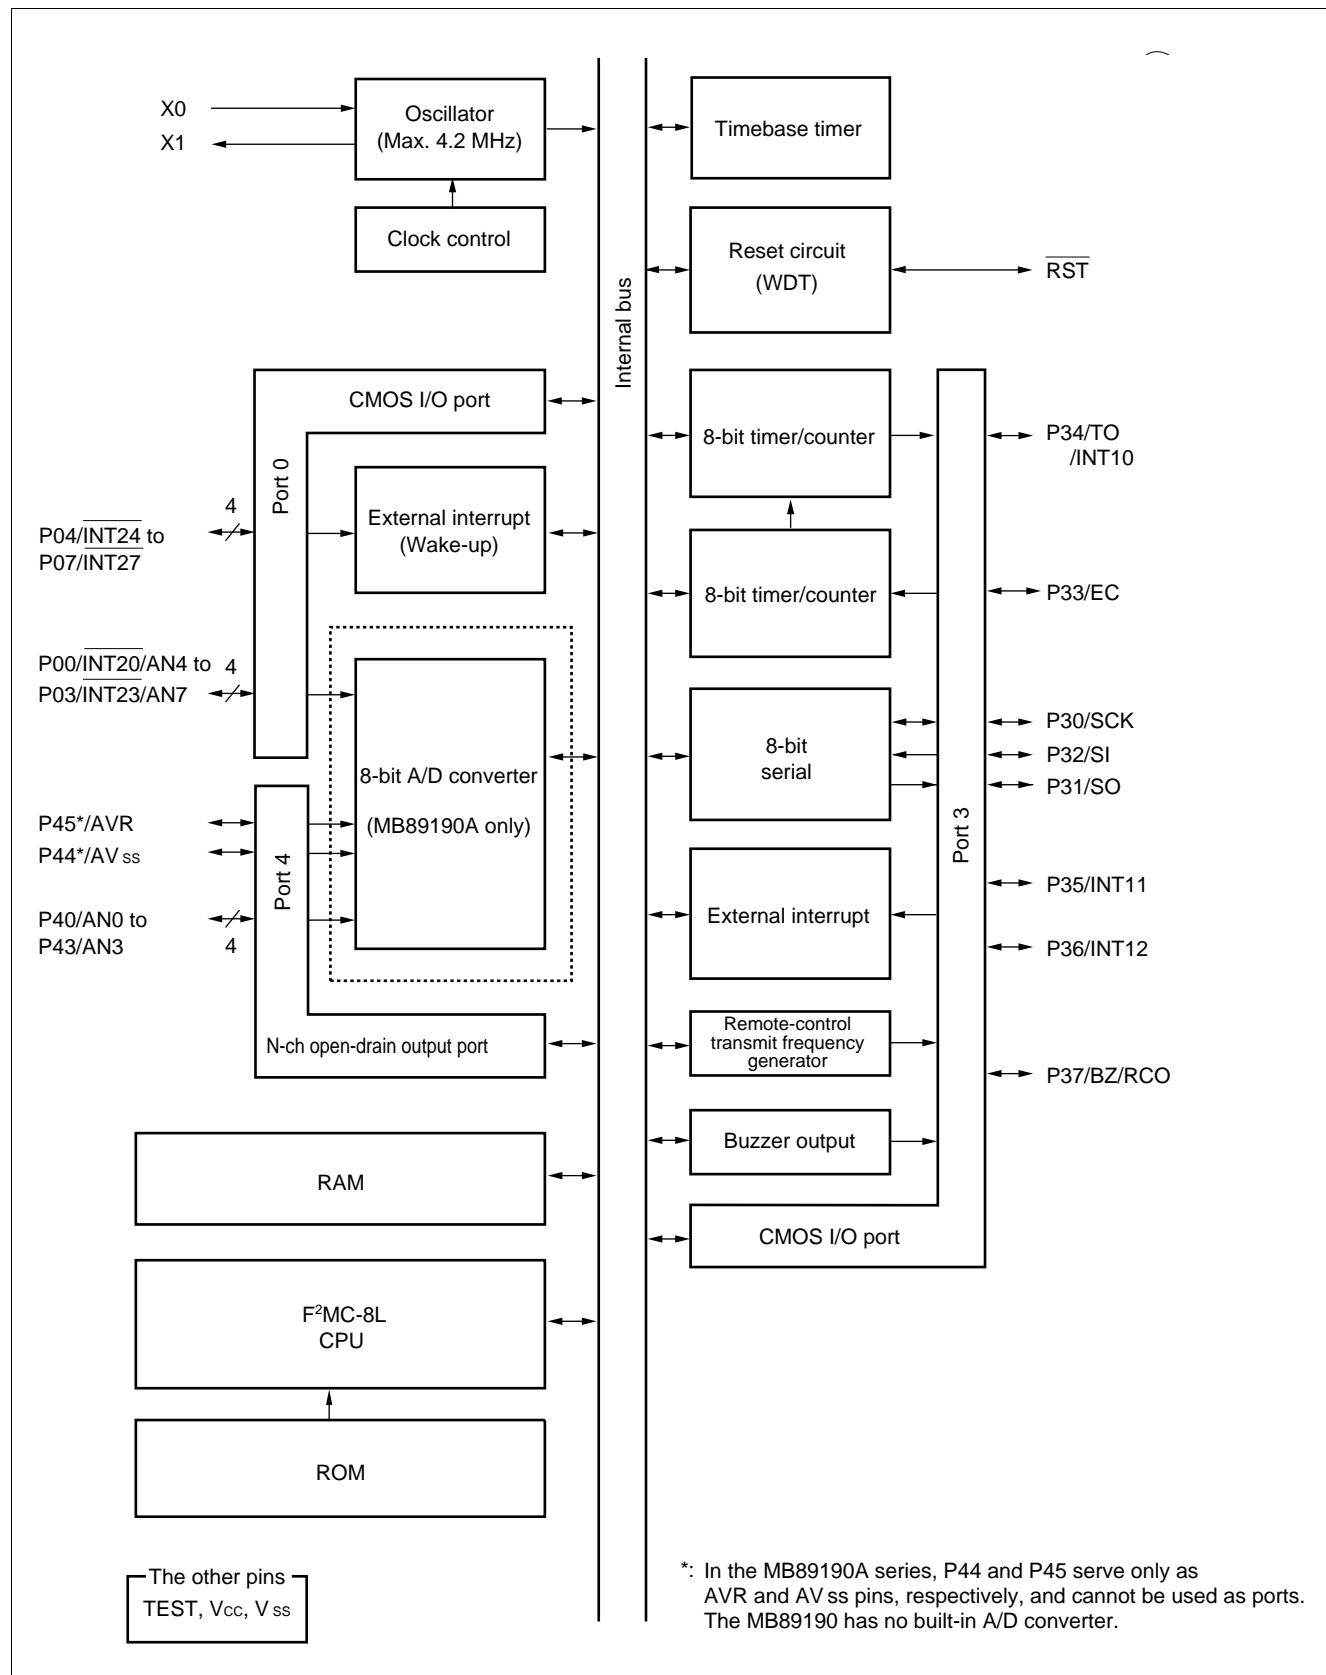 X0
X1
Oscillator
(Max. 4.2 MHz)
Clock control
Timebase timer
Reset circuit
(WDT)
RST
Internal bus
CMOS I/O port
Port 0
P04/INT24 to
P07/INT27
4
External interrupt
(Wake-up)
P00/INT20/AN4 to
P03/INT23/AN7
4
8-bit A/D converter
(MB89190A only)
P45*/AVR
P44*/AVss
P40/AN0 to
P43/AN3
4
Port 4
N-ch open-drain output port
RAM
F²MC-8L
CPU
ROM
The other pins
TEST, Vcc, Vss
8-bit timer/counter
8-bit timer/counter
8-bit
serial
External interrupt
Remote-control
transmit frequency
generator
Buzzer output
CMOS I/O port
Port 3
P34/TO
/INT10
P33/EC
P30/SCK
P32/SI
P31/SO
P35/INT11
P36/INT12
P37/BZ/RCO
*: In the MB89190A series, P44 and P45 serve only as
AVR and AVss pins, respectively, and cannot be used as ports.
The MB89190 has no built-in A/D converter.